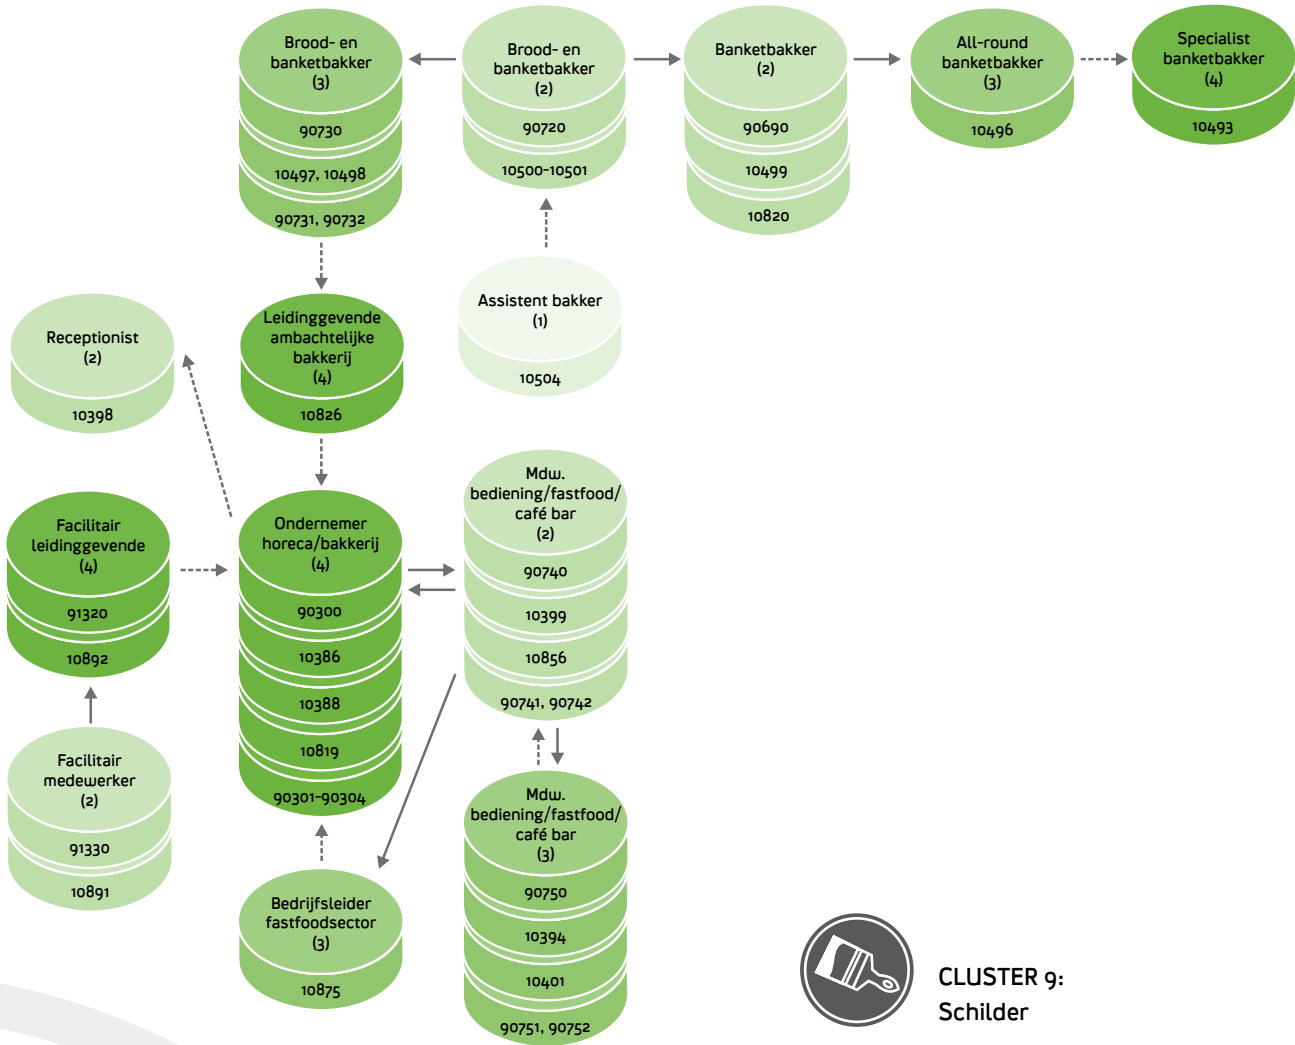 Brood- en
banketbakker
(3)
90730
10497, 10498
90731, 90732
Brood- en
banketbakker
(2)
90720
10500-10501
Banketbakker
(2)
90690
10499
10820
All-round
banketbakker
(3)
10496
Specialist
banketbakker
(4)
10493
Receptionist
(2)
10398
Leidinggevende
ambachtelijke
bakkerij
(4)
10826
Assistent bakker
(1)
10504
Facilitair
leidinggevende
(4)
91320
10892
Ondernemer
horeca/bakkerij
(4)
90300
10386
10388
10819
90301-90304
Mdw.
bediening/fastfood/
café bar
(2)
90740
10399
10856
90741, 90742
Facilitair
medewerker
(2)
91330
10891
Bedrijfsleider
fastfoodsector
(3)
10875
Mdw.
bediening/fastfood/
café bar
(3)
90750
10394
10401
90751, 90752
CLUSTER 9:
Schilder